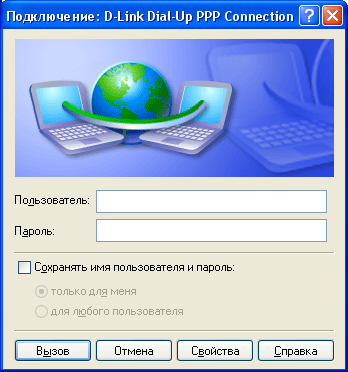 Подключение: D-Link Dial-Up PPP Connection
Пользователь:
Пароль:
Сохранять имя пользователя и пароль:
только для меня
для любого пользователя
Вызов Отмена Свойства Справка